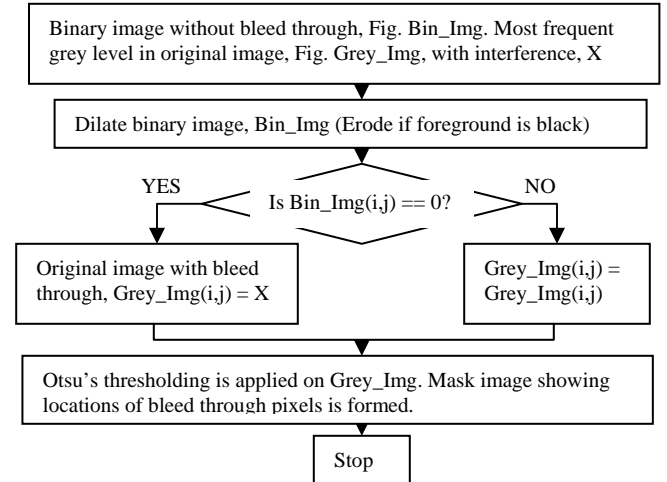 Binary image without bleed through, Fig. Bin_Img. Most frequent
grey level in original image, Fig. Grey_Img, with interference, X
Dilate binary image, Bin_Img (Erode if foreground is black)
YES
Is Bin_Img(i,j) == 0?
NO
Original image with bleed
through, Grey_Img(i,j) = X
Grey_Img(i,j) =
Grey_Img(i,j)
Otsu's thresholding is applied on Grey_Img. Mask image showing
locations of bleed through pixels is formed.
Stop